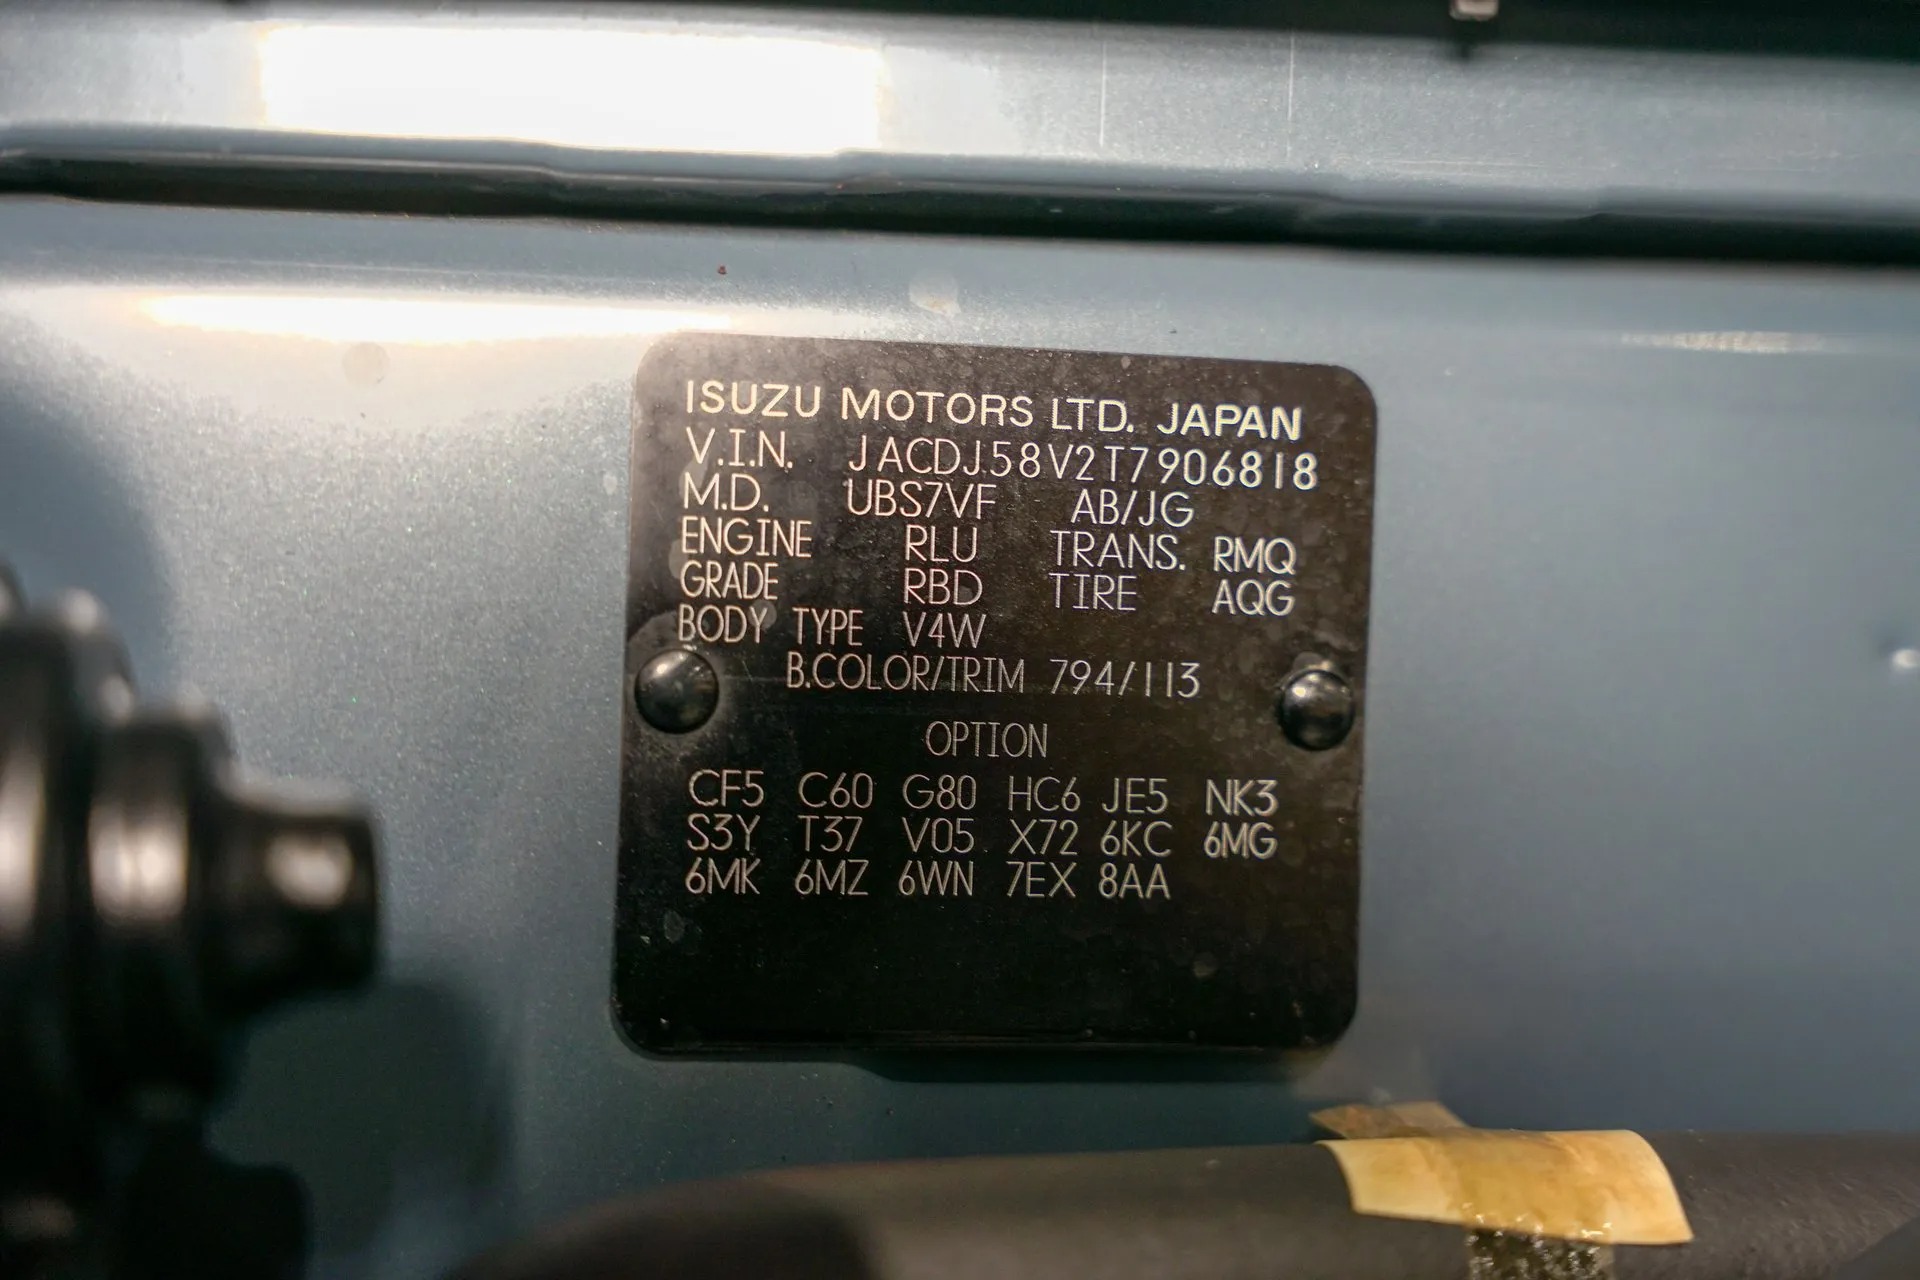 ISUZU MOTORS LTD. JAPAN
V.I.N. JACDJ58V2T7906818
M.D. UBS7VF AB/JG
ENGINE RLU TRANS. RMQ
GRADE RBD TIRE AQG
BODY TYPE V4W
B.COLOR/TRIM 794/113
OPTION
CF5 C60 G80 HC6 JE5 NK3
S3Y T37 V05 X72 6KC 6MG
6MK 6MZ 6WN 7EX 8AA